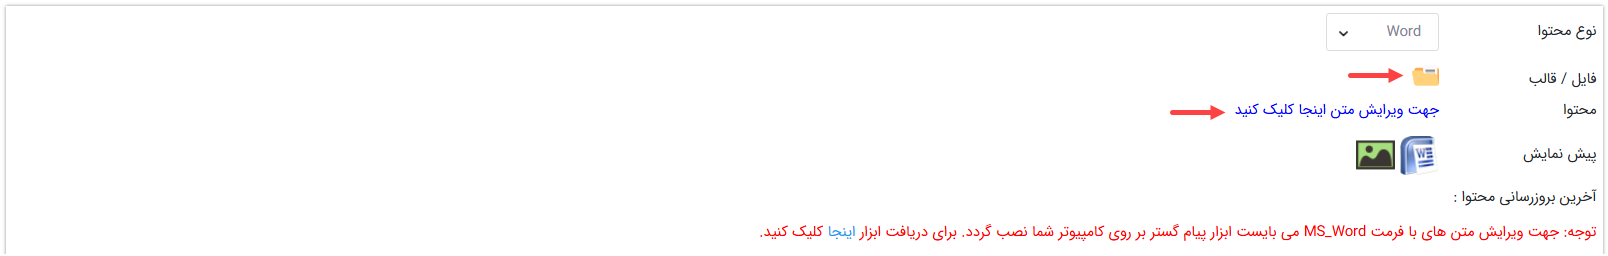 نوع محتوا Word
فایل / قالب
محتوا جهت ویرایش متن اینجا کلیک کنید
پیش نمایش
آخرین بروزرسانی محتوا :
توجه: جهت ویرایش متن های با فرمت MS_Word می بایست ابزار پیام گستر بر روی کامپیوتر شما نصب گردد. برای دریافت ابزار اینجا کلیک کنید.